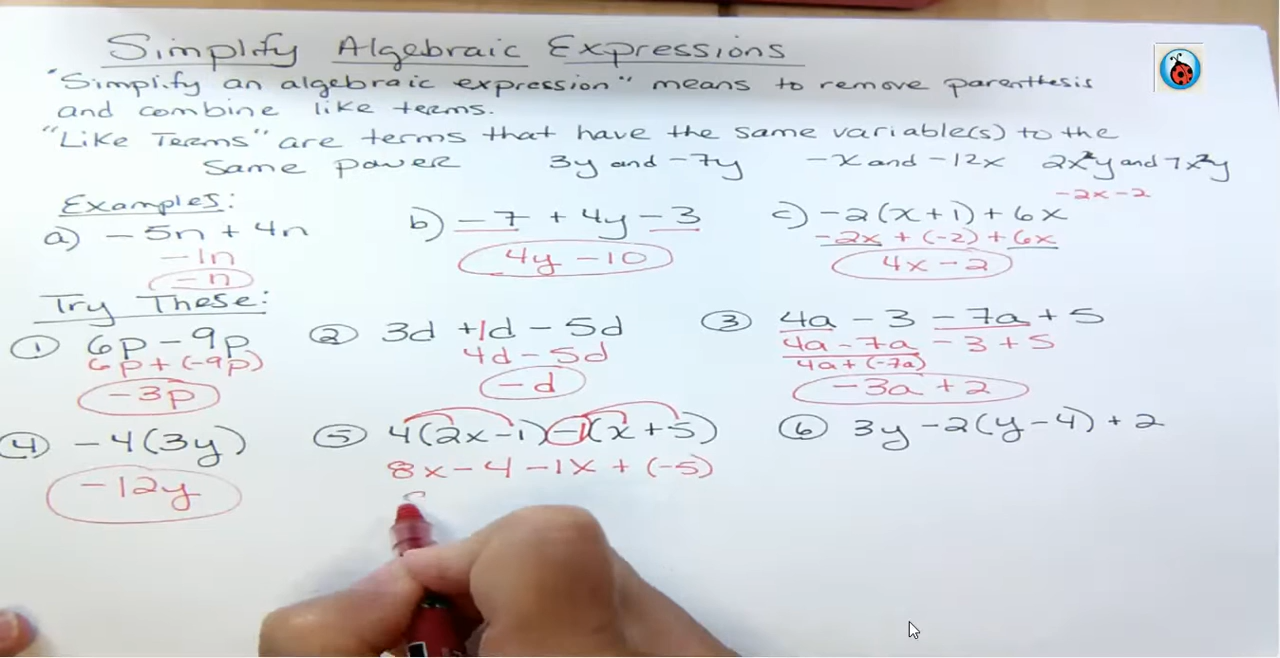 Simplify Algebraic Expressions
"Simplify an algebraic expression" means to remove parenthesis
and combine like terms.
"Like Terms" are terms that have the same variable(s) to the
same power 3y and -7y -x and -12x 2x²y and 7x²y
Examples:
a) -5n + 4n
-1n
-n
b) -7 + 4y - 3
4y - 10
-2x - 2
c) -2(x + 1) + 6x
-2x + (-2) + 6x
4x - 2
Try These:
① 6p - 9p
6p + (-9p)
-3p
② 3d + 1d - 5d
4d - 5d
-d
③ 4a - 3 - 7a + 5
4a - 7a - 3 + 5
4a + (-7a)
-3a + 2
④ -4(3y)
-12y
⑤ 4(2x - 1) - 1(x + 5)
8x - 4 - 1x + (-5)
⑥ 3y - 2(y - 4) + 2